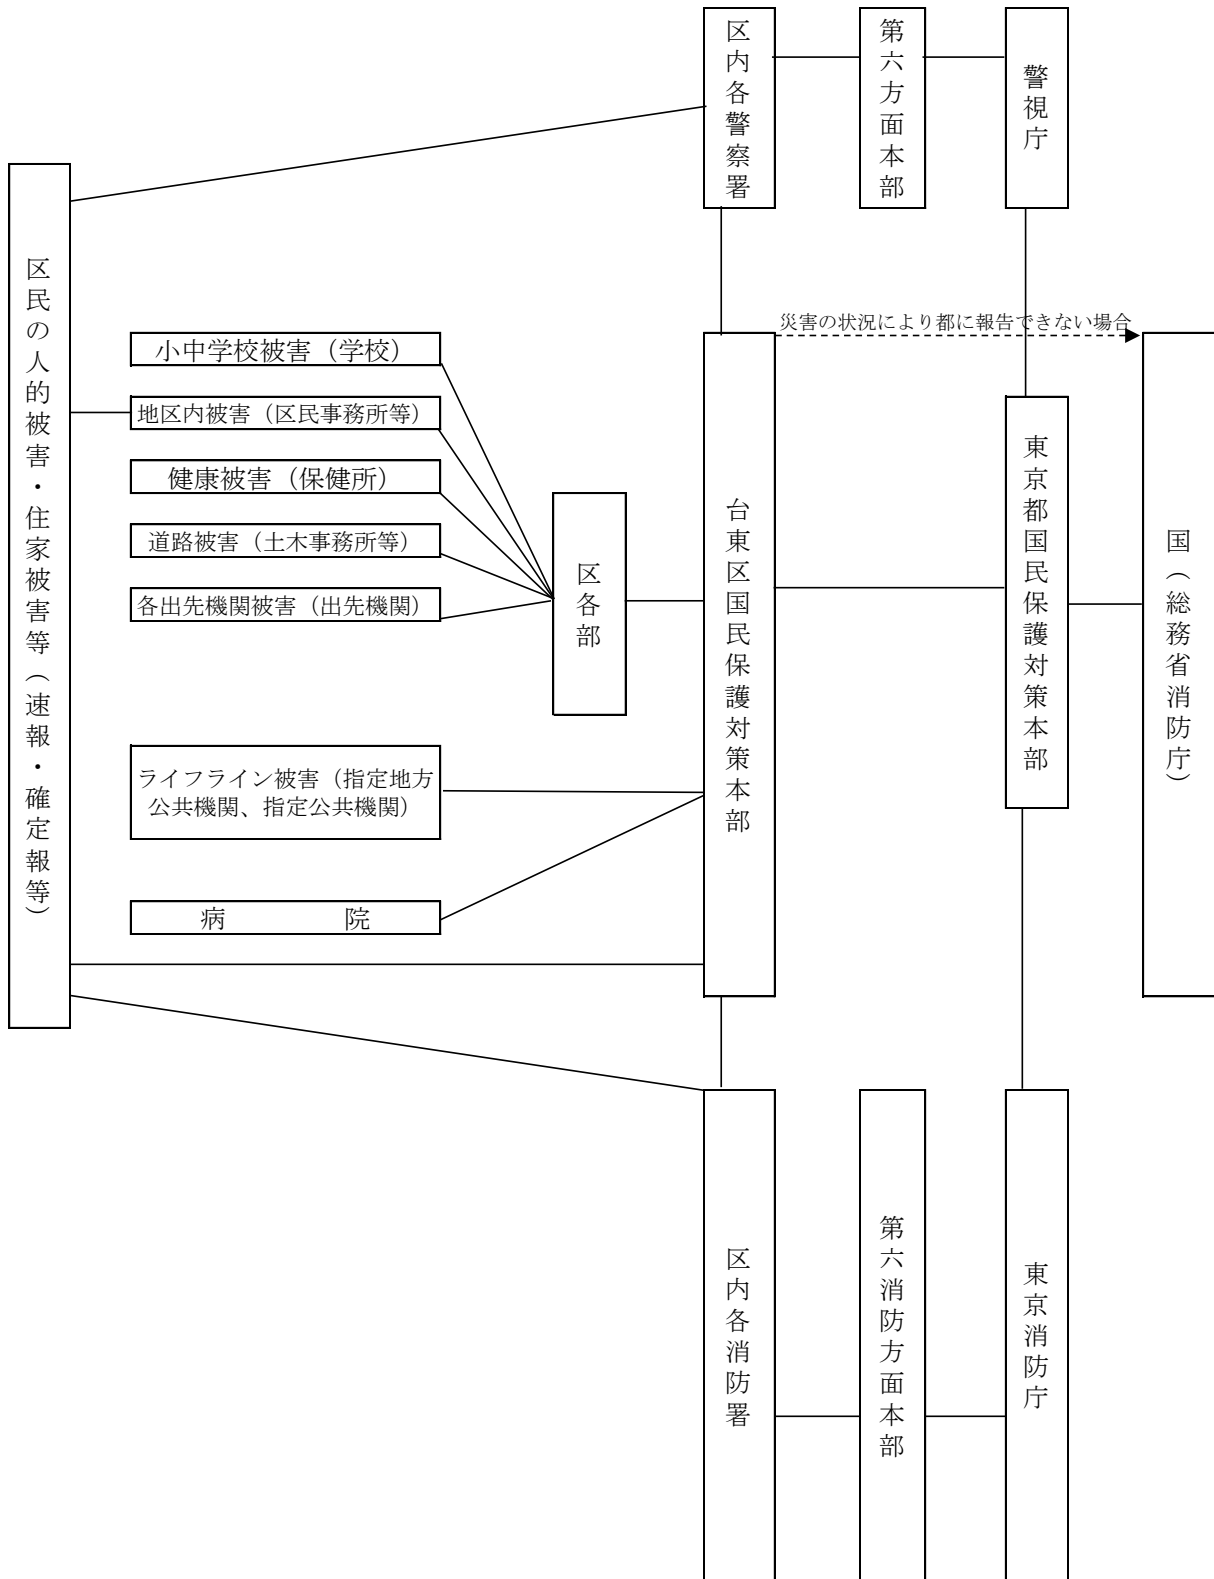 区内各警察署
第六方面本部
警視庁
区民の人的被害・住家被害等（速報・確定報等）
災害の状況により都に報告できない場合
小中学校被害（学校）
地区内被害（区民事務所等）
健康被害（保健所）
道路被害（土木事務所等）
各出先機関被害（出先機関）
区各部
ライフライン被害（指定地方
公共機関、指定公共機関）
病院
台東区国民保護対策本部
東京都国民保護対策本部
国（総務省消防庁）
区内各消防署
第六消防方面本部
東京消防庁